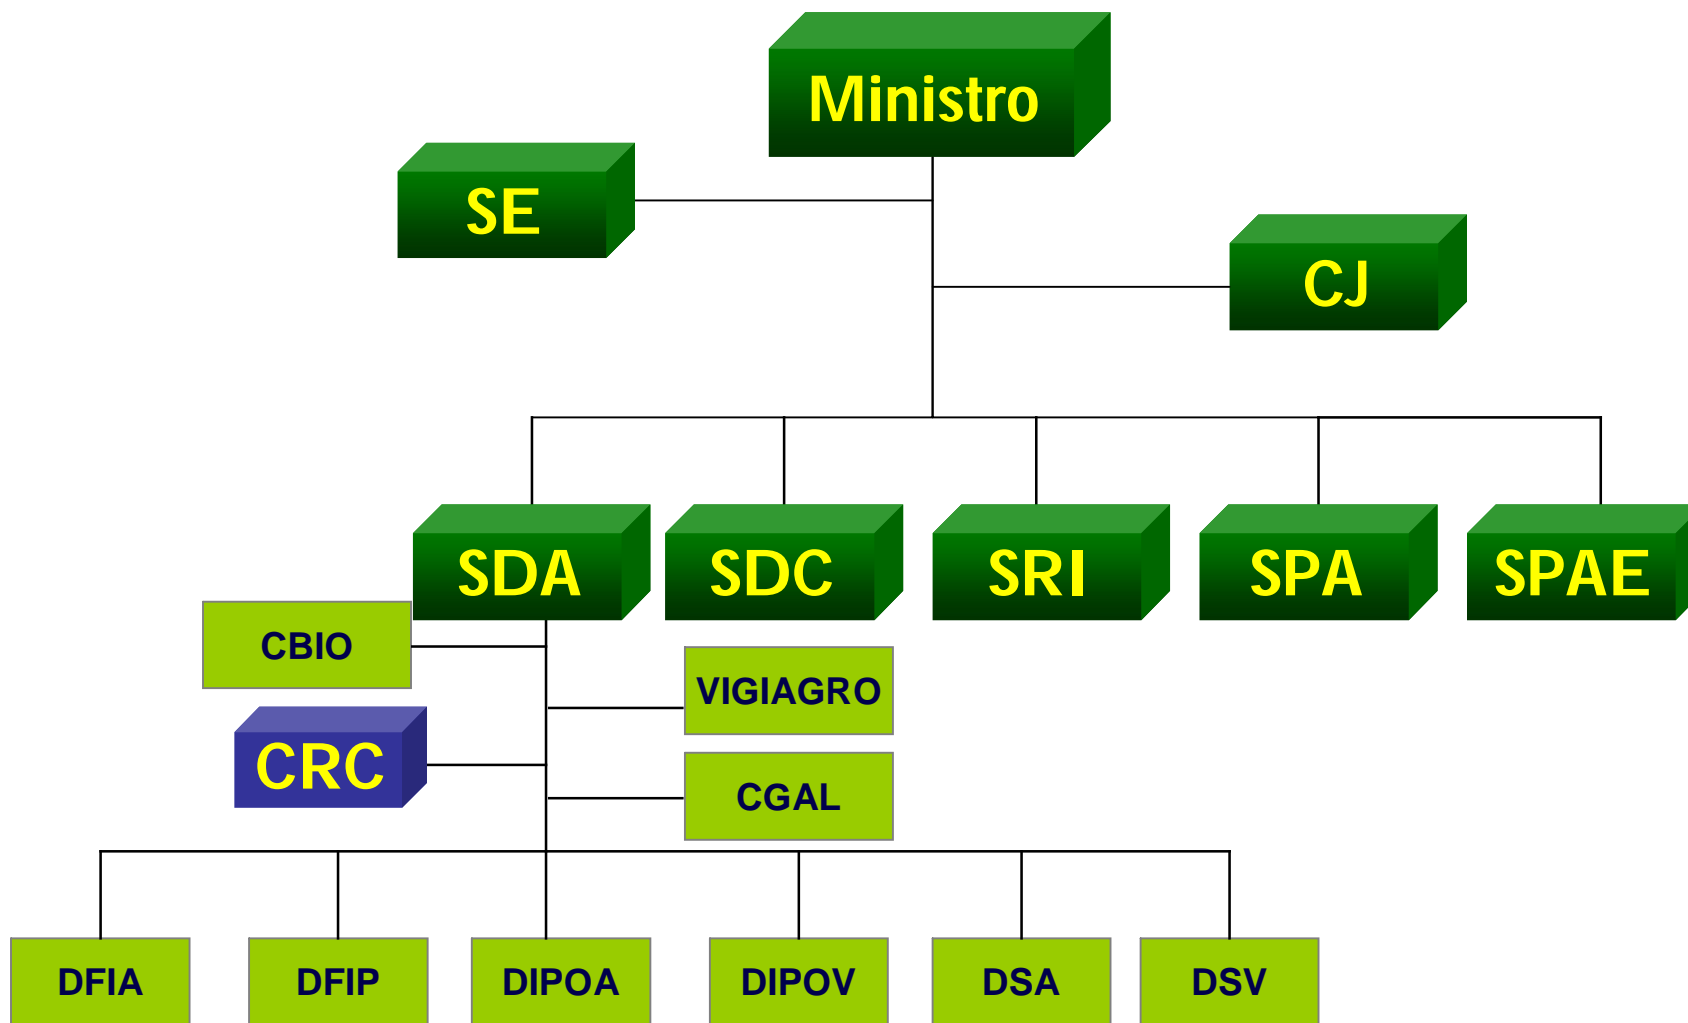 Ministro
SE
CJ
SDA
SDC
SRI
SPA
SPAE
CBIO
VIGIAGRO
CRC
CGAL
DFIA
DFIP
DIPOA
DIPOV
DSA
DSV